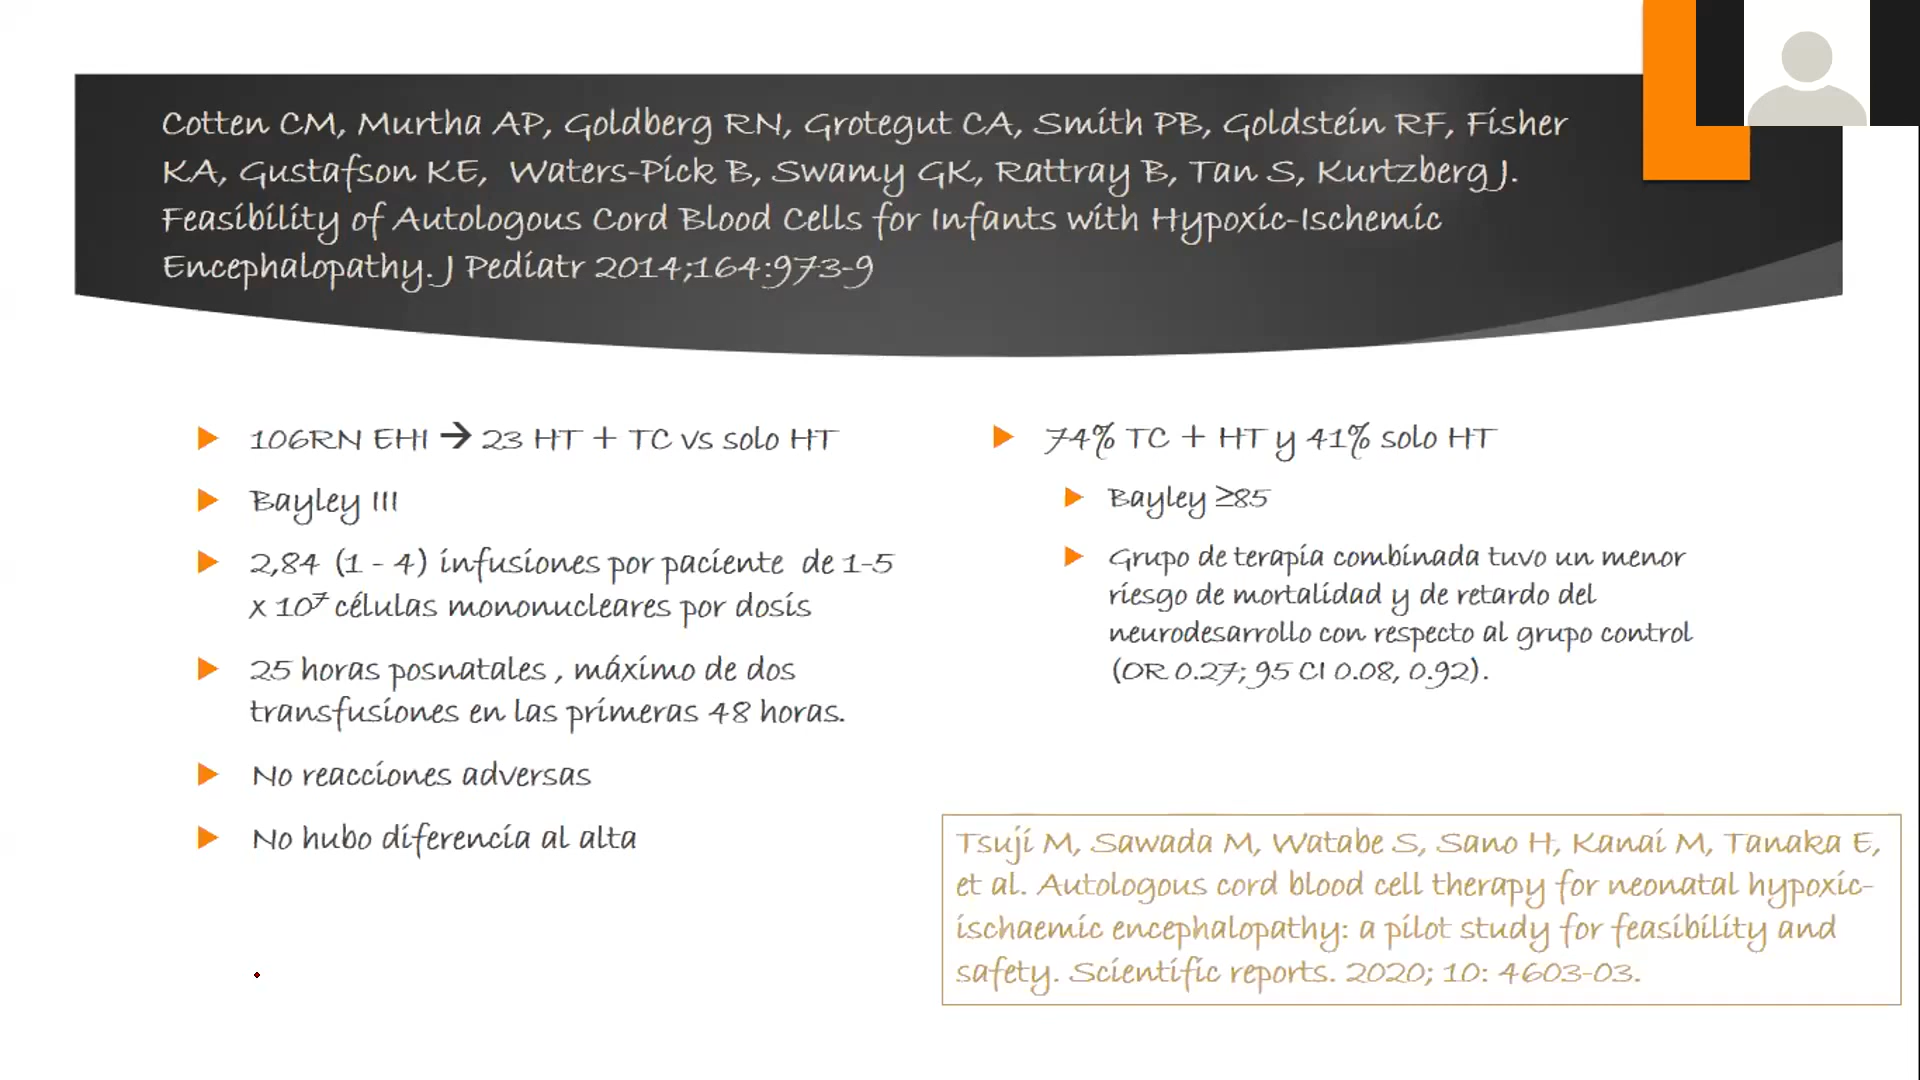 Cotten CM, Murtha AP, Goldberg RN, Grotegut CA, Smith PB, Goldstein RF, Fisher
KA, Gustafson KE,  Waters-Pick B, Swamy GK, Rattray B, Tan S, Kurtzberg J.
Feasibility of Autologous Cord Blood Cells for Infants with Hypoxic-Ischemic
Encephalopathy. J Pediatr 2014;164:973-9
106RN EHI → 23 HT + TC vs solo HT
Bayley III
2,84 (1 - 4) infusiones por paciente de 1-5
x 10⁷ células mononucleares por dosis
25 horas posnatales , máximo de dos
transfusiones en las primeras 48 horas.
No reacciones adversas
No hubo diferencia al alta
74% TC + HT y 41% solo HT
Bayley ≥85
Grupo de terapia combinada tuvo un menor
riesgo de mortalidad y de retardo del
neurodesarrollo con respecto al grupo control
(OR 0.27; 95 CI 0.08, 0.92).
Tsuji M, Sawada M, Watabe S, Sano H, Kanai M, Tanaka E,
et al. Autologous cord blood cell therapy for neonatal hypoxic-
ischaemic encephalopathy: a pilot study for feasibility and
safety. Scientific reports. 2020; 10: 4603-03.